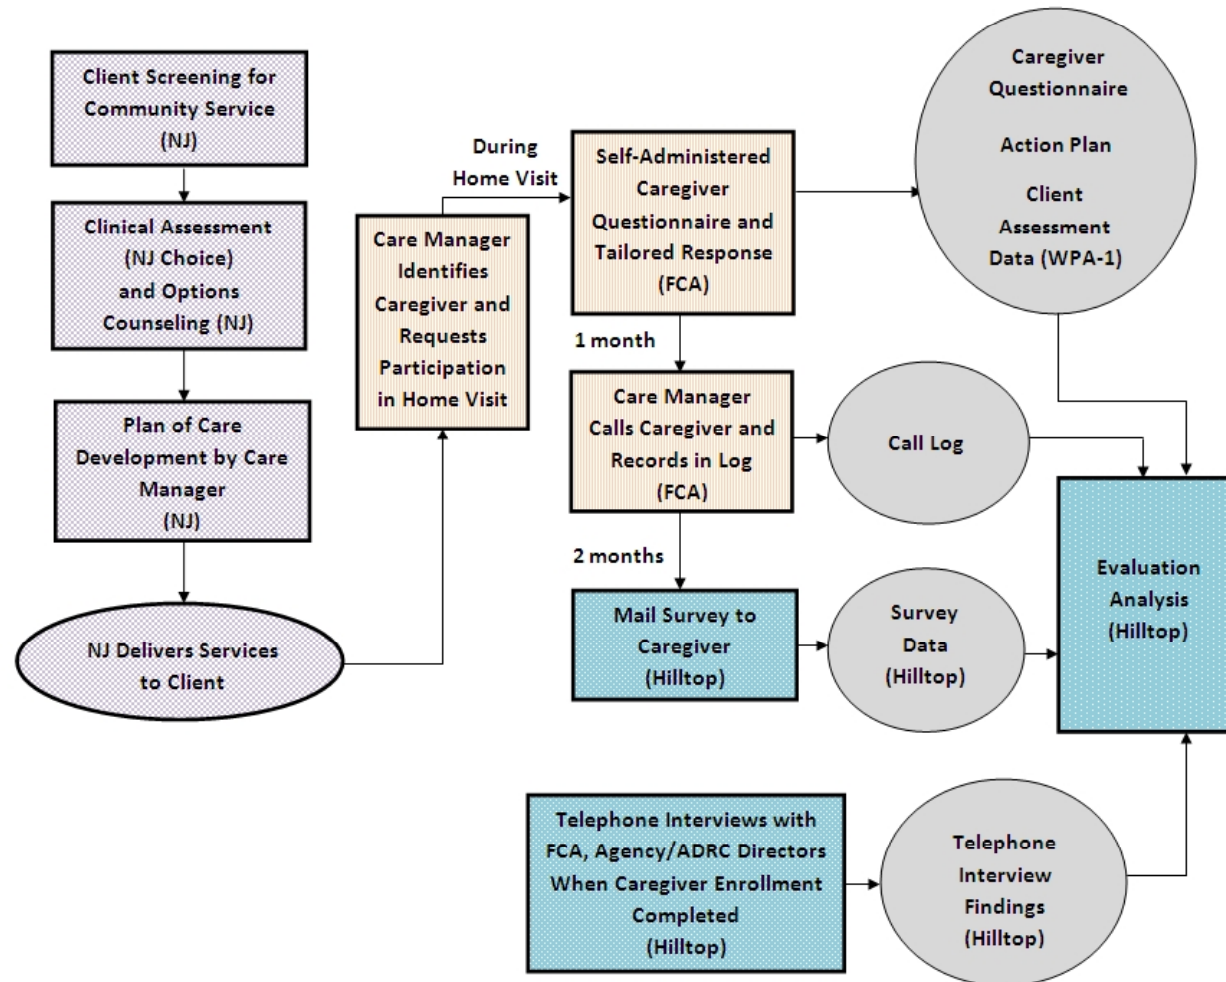 Client Screening for
Community Service
(NJ)
Clinical Assessment
(NJ Choice)
and Options
Counseling (NJ)
Plan of Care
Development by Care
Manager
(NJ)
NJ Delivers Services
to Client
Care Manager
Identifies
Caregiver and
Requests
Participation
in Home Visit
During
Home Visit
Self-Administered
Caregiver
Questionnaire and
Tailored Response
(FCA)
1 month
Care Manager
Calls Caregiver and
Records in Log
(FCA)
2 months
Mail Survey to
Caregiver
(Hilltop)
Telephone Interviews with
FCA, Agency/ADRC Directors
When Caregiver Enrollment
Completed
(Hilltop)
Caregiver
Questionnaire
Action Plan
Client
Assessment
Data (WPA-1)
Call Log
Survey
Data
(Hilltop)
Telephone
Interview
Findings
(Hilltop)
Evaluation
Analysis
(Hilltop)